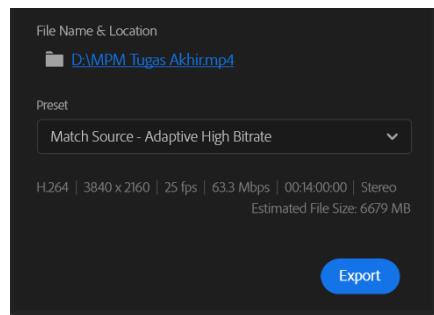 File Name & Location
D:\MPM Tugas Akhir.mp4
Preset
Match Source - Adaptive High Bitrate
H.264 | 3840 x 2160 | 25 fps | 63.3 Mbps | 00:14:00:00 | Stereo
Estimated File Size: 6679 MB
Export